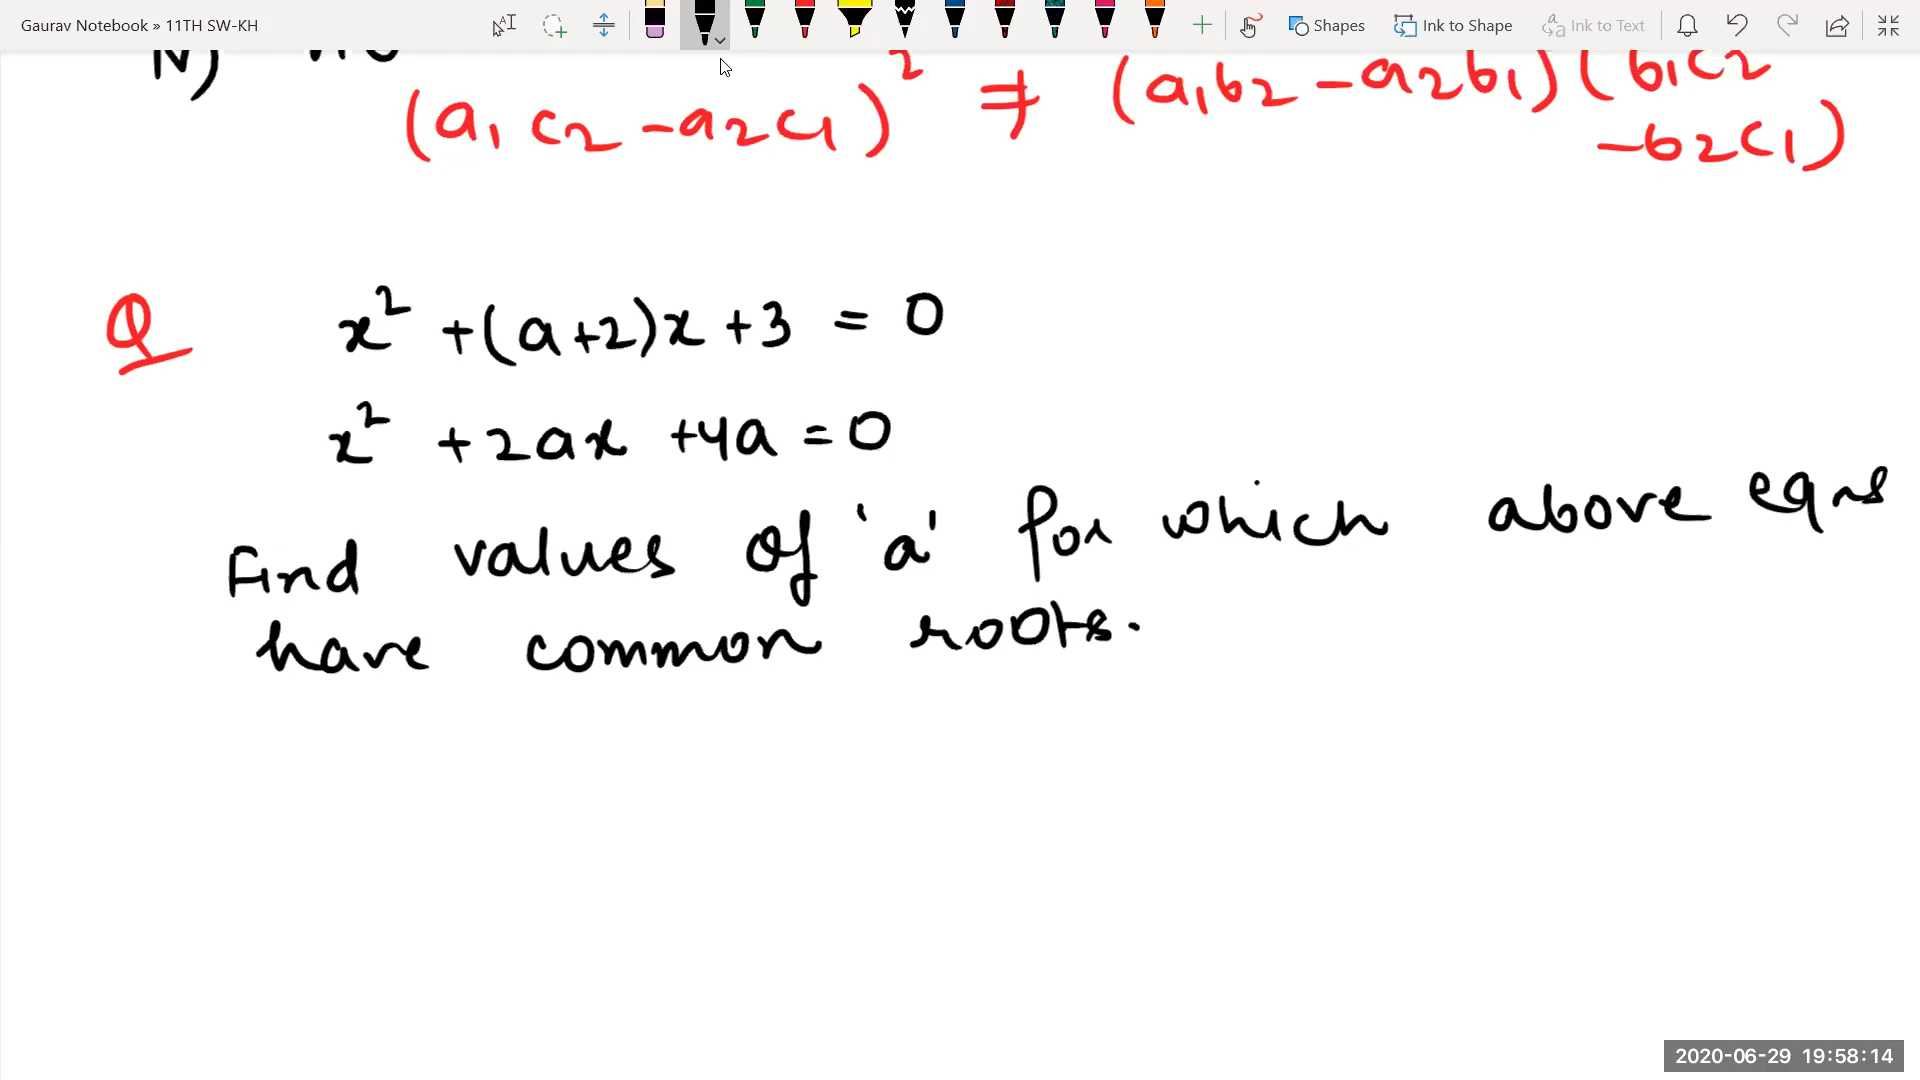 Gaurav Notebook » 11TH SW-KH
Shapes
Ink to Shape
Ink to Text
(a₁c₂ - a₂c₁)² ≠ (a₁b₂ - a₂b₁)(b₁c₂
- b₂c₁)
Q x² + (a+2)x + 3 = 0
x² + 2ax + 4a = 0
Find values of 'a' for which above eqns
have common roots.
2020-06-29 19:58:14